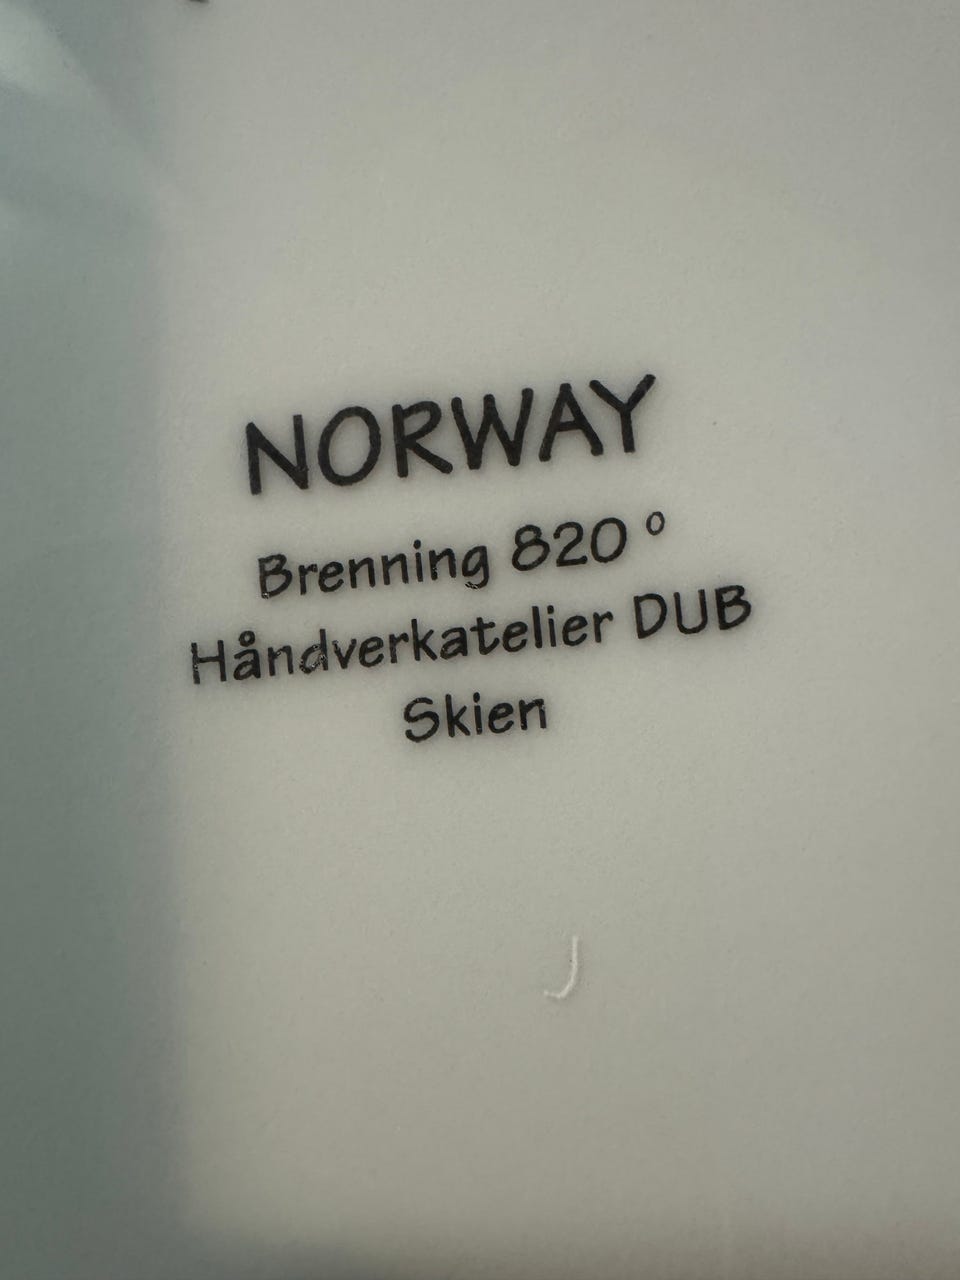 NORWAY
Brenning 820 °
Håndverkatelier DUB
Skien